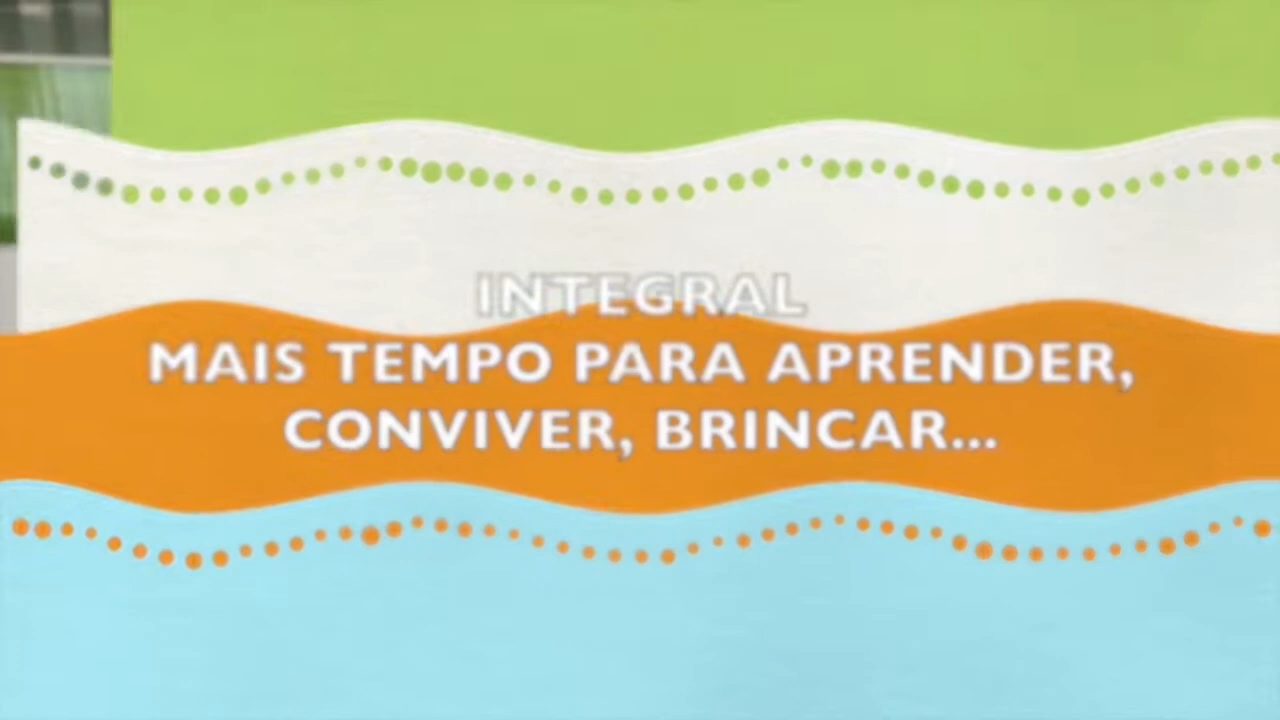 INTEGRAL
MAIS TEMPO PARA APRENDER,
CONVIVER, BRINCAR...